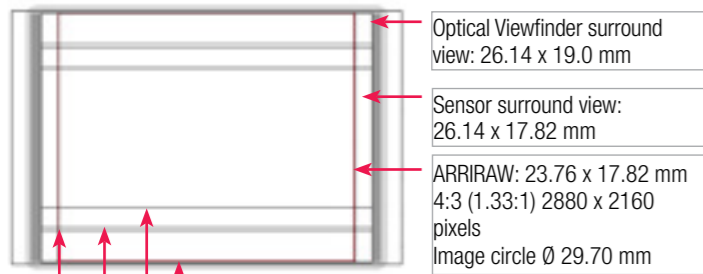 Optical Viewfinder surround
view: 26.14 x 19.0 mm
Sensor surround view:
26.14 x 17.82 mm
ARRIRAW: 23.76 x 17.82 mm
4:3 (1.33:1) 2880 x 2160
pixels
Image circle Ø 29.70 mm